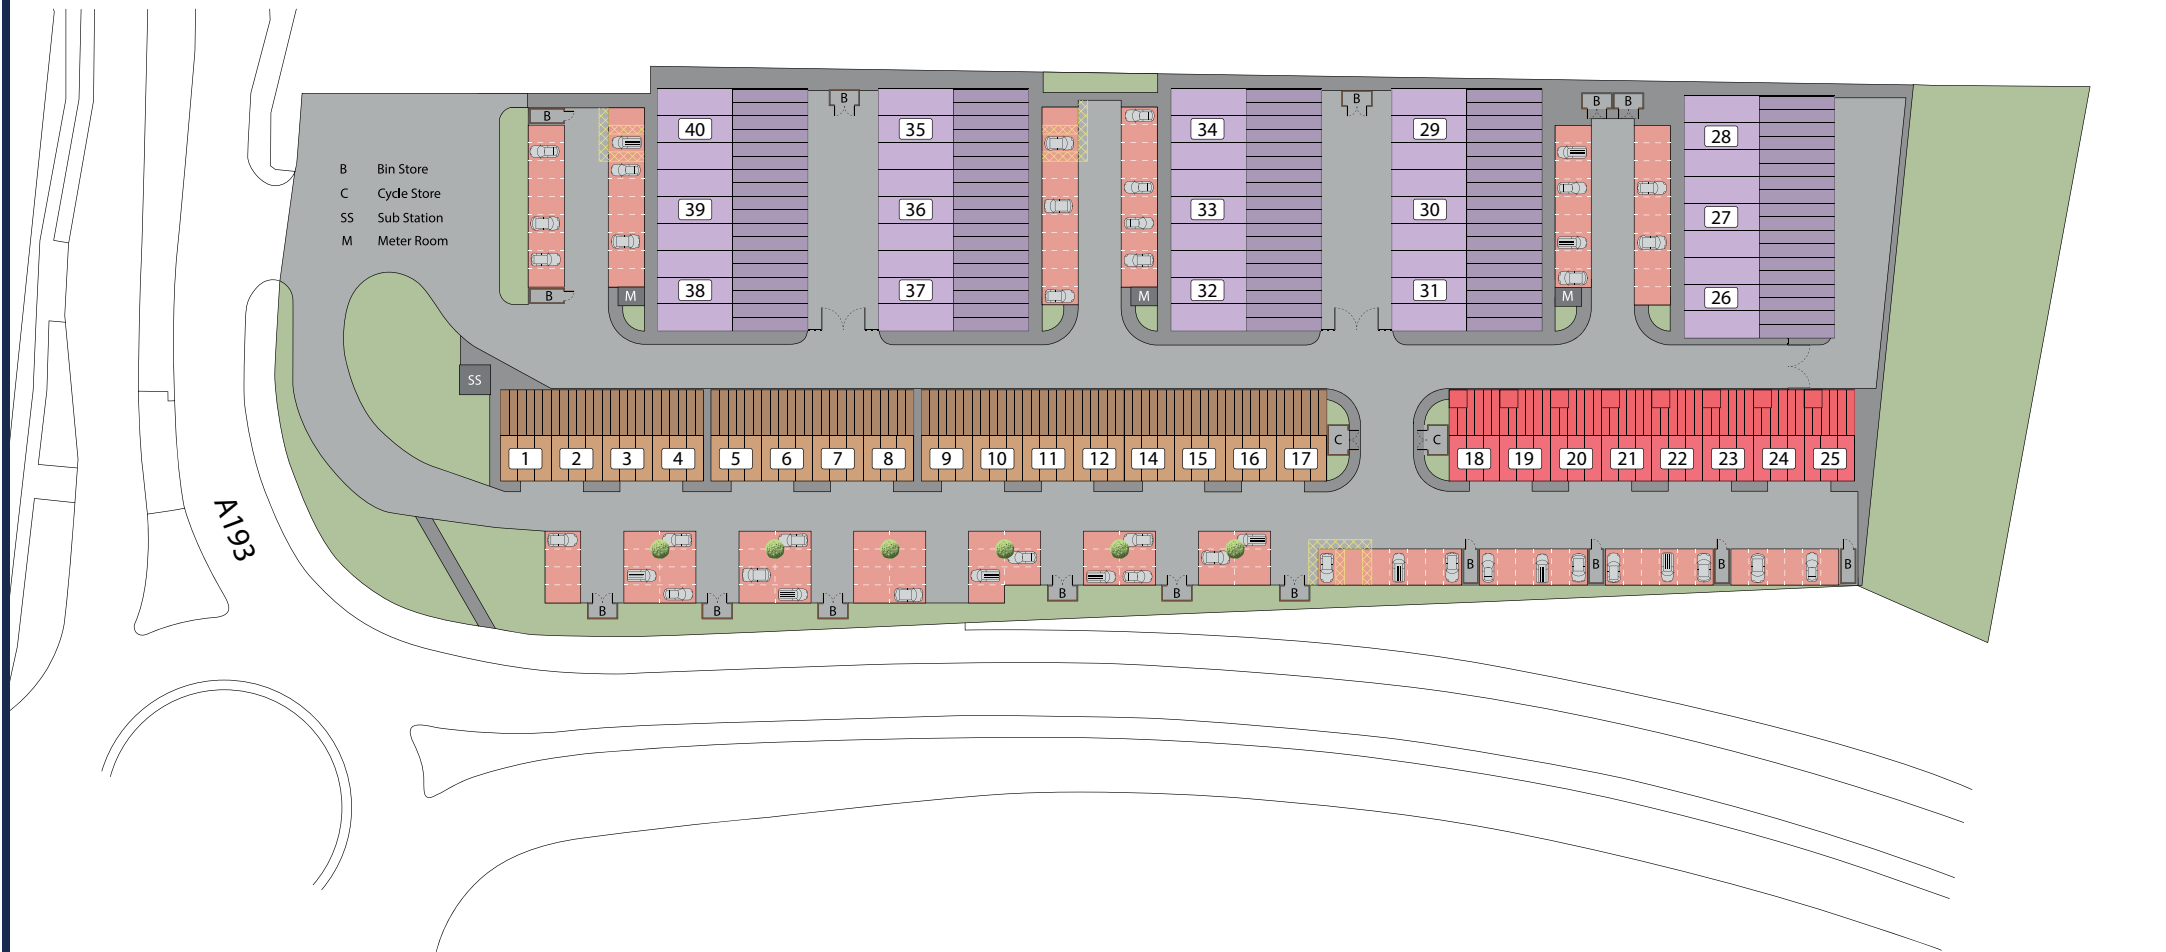 B B B B B
40 35 34 29 28
B Bin Store
C Cycle Store
SS Sub Station
M Meter Room
39 36 33 30 27
38 37 32 31 26
B M M M
SS
C C
1 2 3 4 5 6 7 8 9 10 11 12 14 15 16 17 18 19 20 21 22 23 24 25
A193
B B B B
B B B
B B B